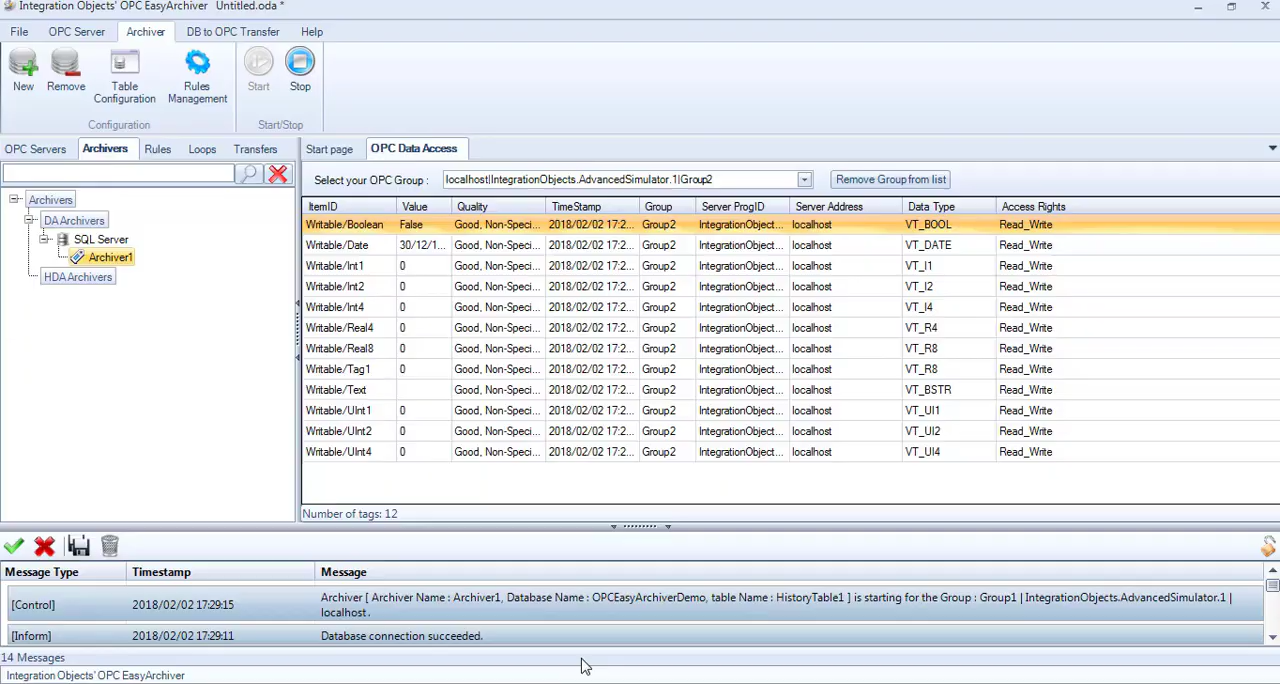 Integration Objects' OPC EasyArchiver Untitled.oda *
File OPC Server Archiver DB to OPC Transfer Help
New Remove Table Configuration Rules Management Start Stop
Configuration Start/Stop
OPC Servers Archivers Rules Loops Transfers Start page OPC Data Access
Select your OPC Group : localhost|IntegrationObjects.AdvancedSimulator.1|Group2 Remove Group from list
Archivers
DA Archivers
SQL Server
Archiver1
HDA Archivers
ItemID Value Quality TimeStamp Group Server ProgID Server Address Data Type Access Rights
Writable/Boolean False Good, Non-Speci... 2018/02/02 17:2... Group2 IntegrationObject... localhost VT_BOOL Read_Write
Writable/Date 30/12/1... Good, Non-Speci... 2018/02/02 17:2... Group2 IntegrationObject... localhost VT_DATE Read_Write
Writable/Int1 0 Good, Non-Speci... 2018/02/02 17:2... Group2 IntegrationObject... localhost VT_I1 Read_Write
Writable/Int2 0 Good, Non-Speci... 2018/02/02 17:2... Group2 IntegrationObject... localhost VT_I2 Read_Write
Writable/Int4 0 Good, Non-Speci... 2018/02/02 17:2... Group2 IntegrationObject... localhost VT_I4 Read_Write
Writable/Real4 0 Good, Non-Speci... 2018/02/02 17:2... Group2 IntegrationObject... localhost VT_R4 Read_Write
Writable/Real8 0 Good, Non-Speci... 2018/02/02 17:2... Group2 IntegrationObject... localhost VT_R8 Read_Write
Writable/Tag1 0 Good, Non-Speci... 2018/02/02 17:2... Group2 IntegrationObject... localhost VT_R8 Read_Write
Writable/Text Good, Non-Speci... 2018/02/02 17:2... Group2 IntegrationObject... localhost VT_BSTR Read_Write
Writable/UInt1 0 Good, Non-Speci... 2018/02/02 17:2... Group2 IntegrationObject... localhost VT_UI1 Read_Write
Writable/UInt2 0 Good, Non-Speci... 2018/02/02 17:2... Group2 IntegrationObject... localhost VT_UI2 Read_Write
Writable/UInt4 0 Good, Non-Speci... 2018/02/02 17:2... Group2 IntegrationObject... localhost VT_UI4 Read_Write
Number of tags: 12
Message Type Timestamp Message
[Control] 2018/02/02 17:29:15 Archiver [ Archiver Name : Archiver1, Database Name : OPCEasyArchiverDemo, table Name : HistoryTable1 ] is starting for the Group : Group1 | IntegrationObjects.AdvancedSimulator.1 |
localhost .
[Inform] 2018/02/02 17:29:11 Database connection succeeded.
14 Messages
Integration Objects' OPC EasyArchiver